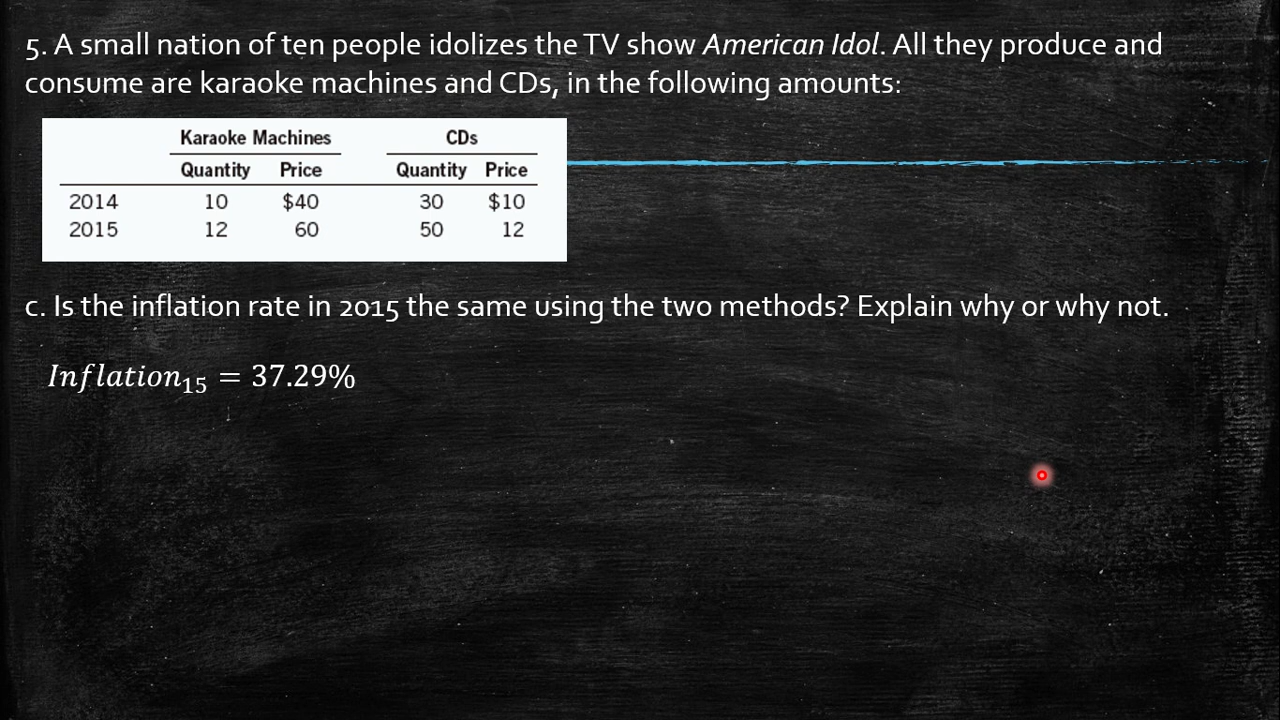 5. A small nation of ten people idolizes the TV show American Idol. All they produce and
consume are karaoke machines and CDs, in the following amounts:
Karaoke Machines CDs
Quantity Price Quantity Price
2014 10 $40 30 $10
2015 12 60 50 12
c. Is the inflation rate in 2015 the same using the two methods? Explain why or why not.
Inflation₁₅ = 37.29%